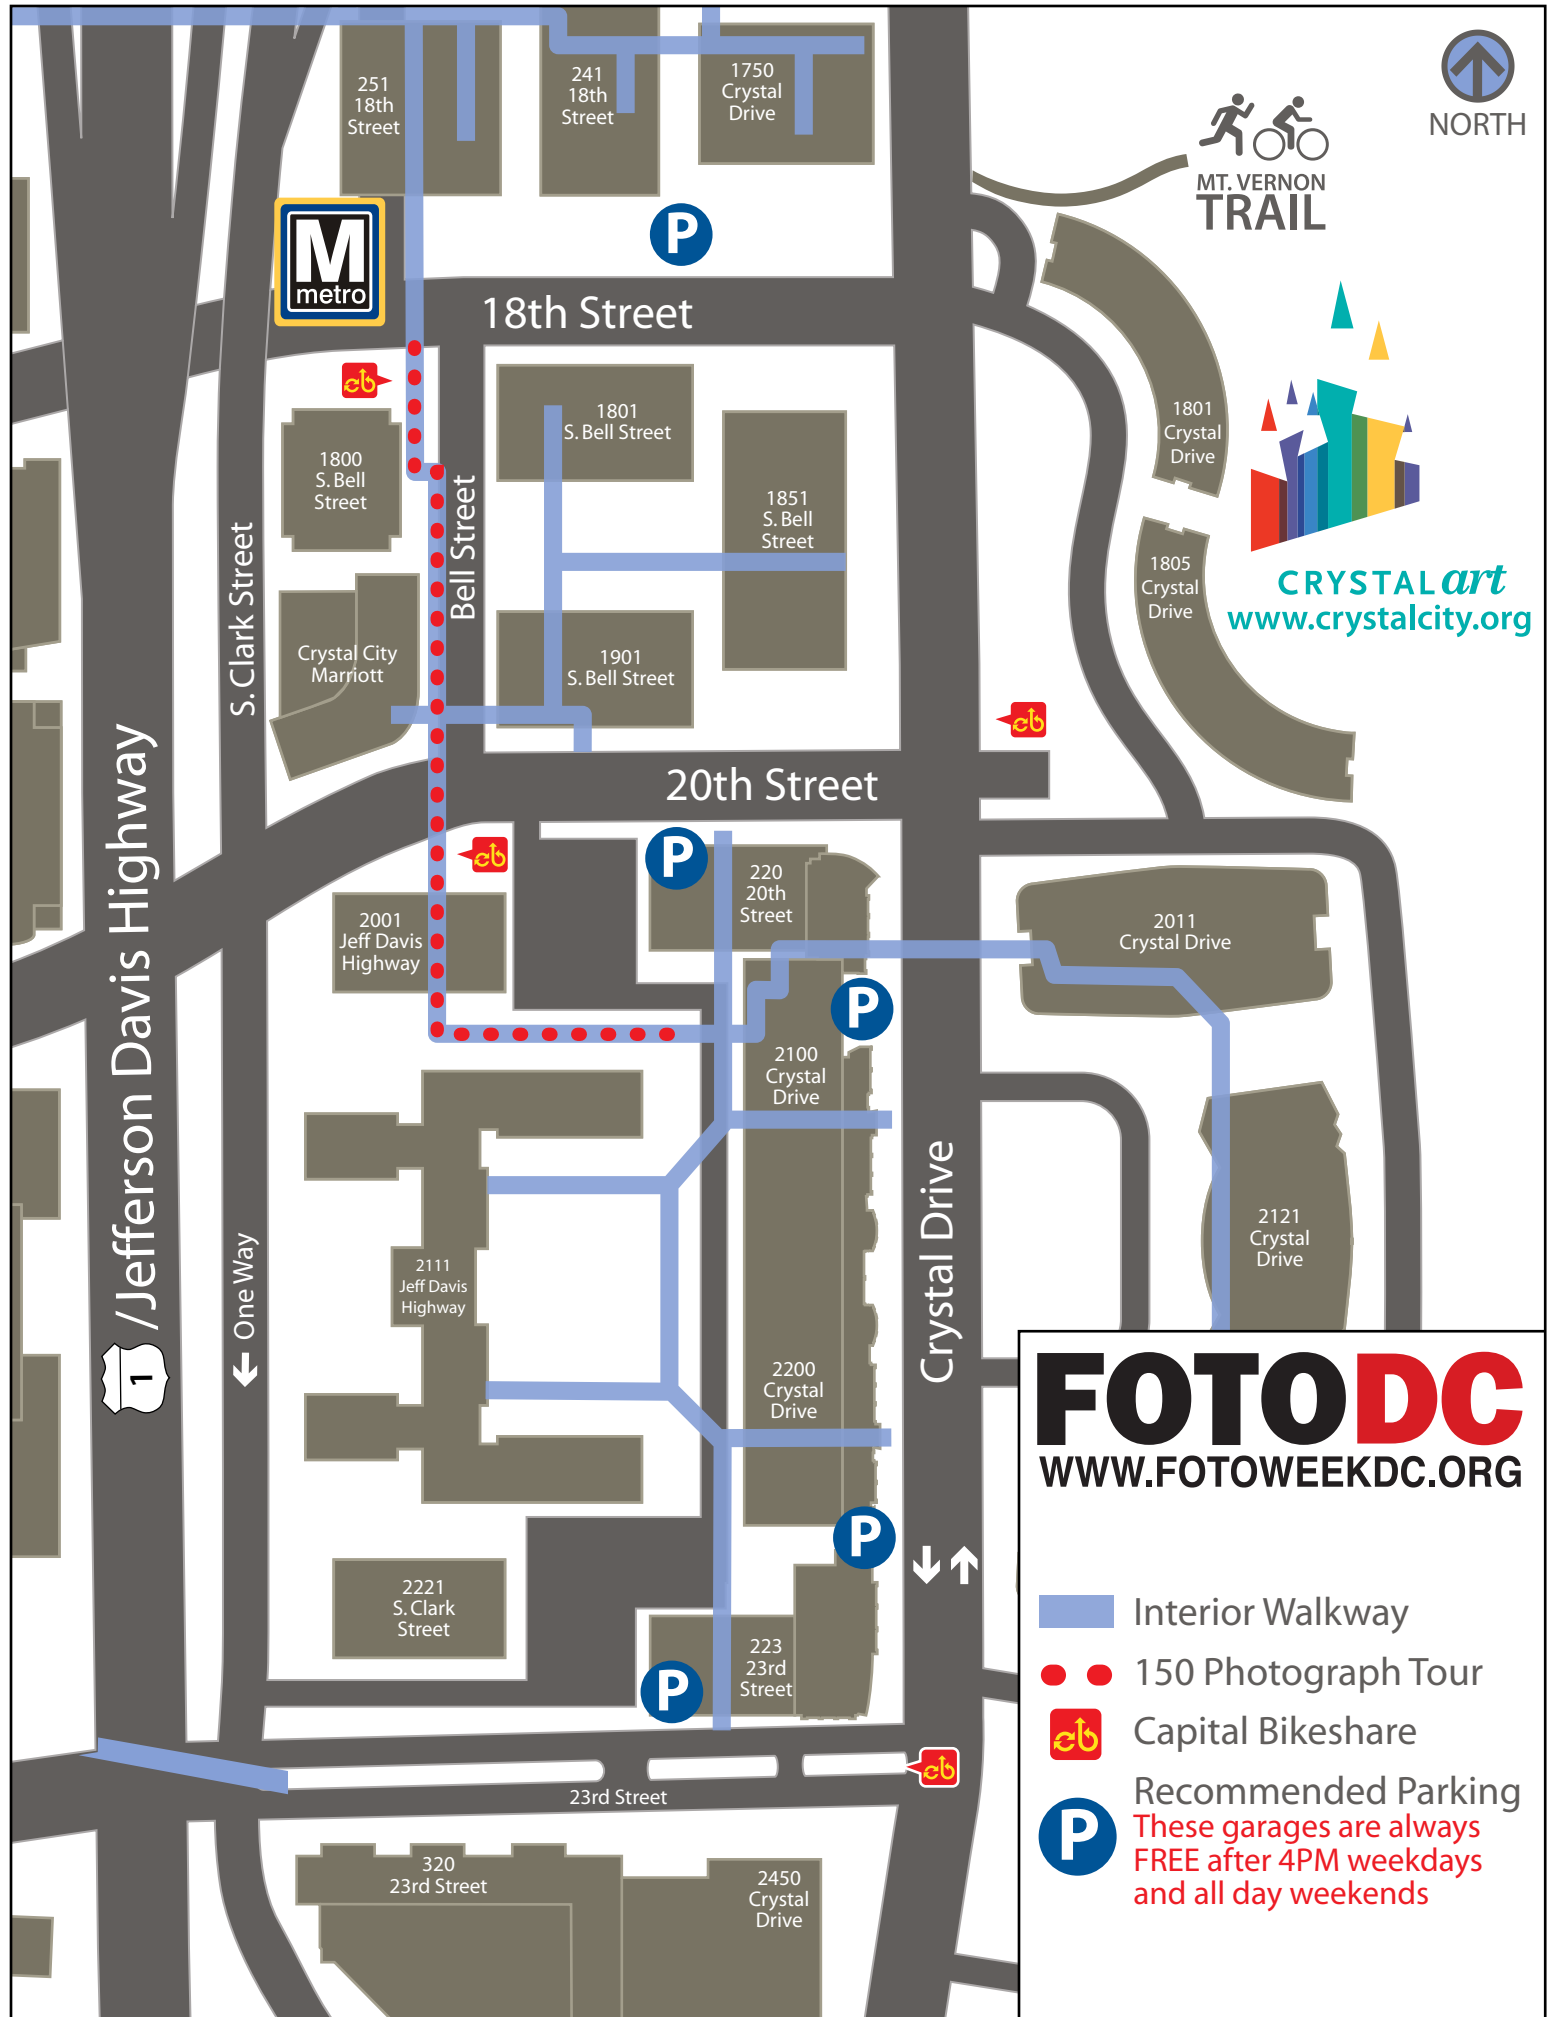 251
18th
Street
241
18th
Street
1750
Crystal
Drive
NORTH
MT. VERNON
TRAIL
P
M
metro
18th Street
1801
S. Bell Street
1800
S. Bell
Street
1851
S. Bell
Street
1801
Crystal
Drive
1805
Crystal
Drive
CRYSTAL art
www.crystalcity.org
S. Clark Street
Bell Street
Crystal City
Marriott
1901
S. Bell Street
20th Street
P
220
20th
Street
2001
Jeff Davis
Highway
2011
Crystal Drive
P
2100
Crystal
Drive
1 /Jefferson Davis Highway
One Way
2111
Jeff Davis
Highway
Crystal Drive
2121
Crystal
Drive
2200
Crystal
Drive
P
2221
S. Clark
Street
223
23rd
Street
P
23rd Street
320
23rd Street
2450
Crystal
Drive
FOTODC
WWW.FOTOWEEKDC.ORG
Interior Walkway
150 Photograph Tour
Capital Bikeshare
Recommended Parking
P
These garages are always
FREE after 4PM weekdays
and all day weekends